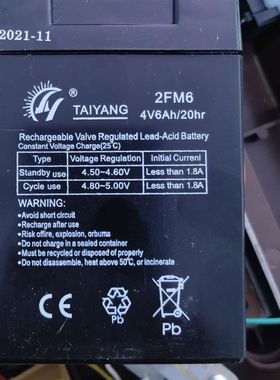 2021-11
TAIYANG
®
2FM6
4V6Ah/20hr
Rechargeable Valve Regulated Lead-Acid Battery
Constant Voltage Charge(25℃)
Type Voltage Regulation Initial Current
Standby use 4.50~4.60V Less than 1.8A
Cycle use 4.80~5.00V Less than 1.8A
WARNING:
●Avoid short circuit
●Recharge after use
●Risk offire, explosion, orbums
●Do not charge in a sealed container
●Must be recycled or disposed of properly
●Do not disassemble, heat above 50℃, or incinerate
Pb
Pb